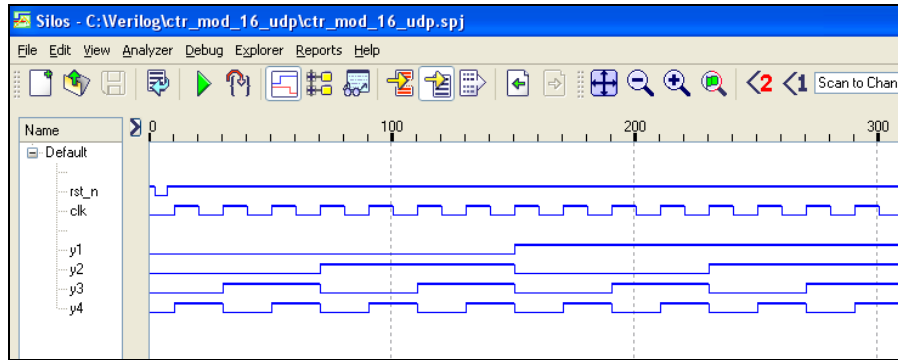 Silos - C:\Verilog\ctr_mod_16_udp\ctr_mod_16_udp.spj
File Edit View Analyzer Debug Explorer Reports Help
2 1 Scan to Chan
Name 0 100 200 300
Default
rst_n
clk
y1
y2
y3
y4